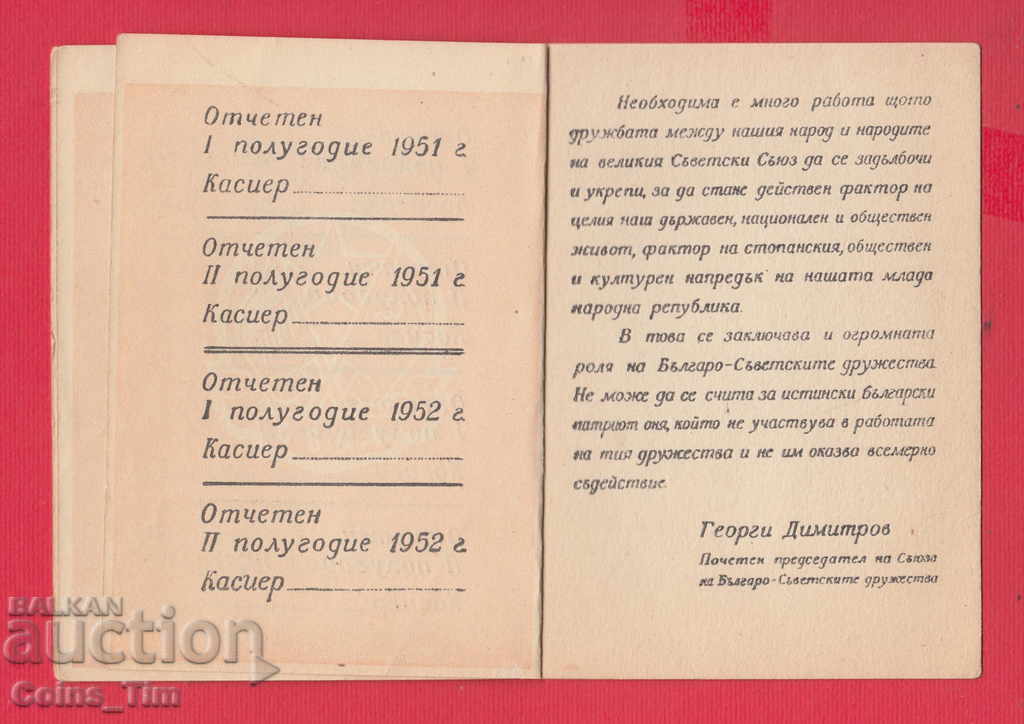 Отчетен
I полугодие 1951 г.
Касиер
Отчетен
II полугодие 1951 г.
Касиер
Отчетен
I полугодие 1952 г.
Касиер
Отчетен
II полугодие 1952 г.
Касиер
Необходима е много работа щото
дружбата между нашия народ и народите
на великия Съветски Съюз да се задълбочи
и укрепи, за да стане действен фактор на
целия наш държавен, национален и обществен
живот, фактор на стопанския, обществен
и културен напредък на нашата млада
народна република.
В това се заключава и огромната
роля на Българо-Съветските дружества.
Не може да се счита за истински български
патриот оня, който не участвува в работата
на тия дружества и не им оказва всемерно
съдействие.
Георги Димитров
Почетен председател на Съюза
на Българо-Съветските дружества
BALKAN
auction
Coins_Tim